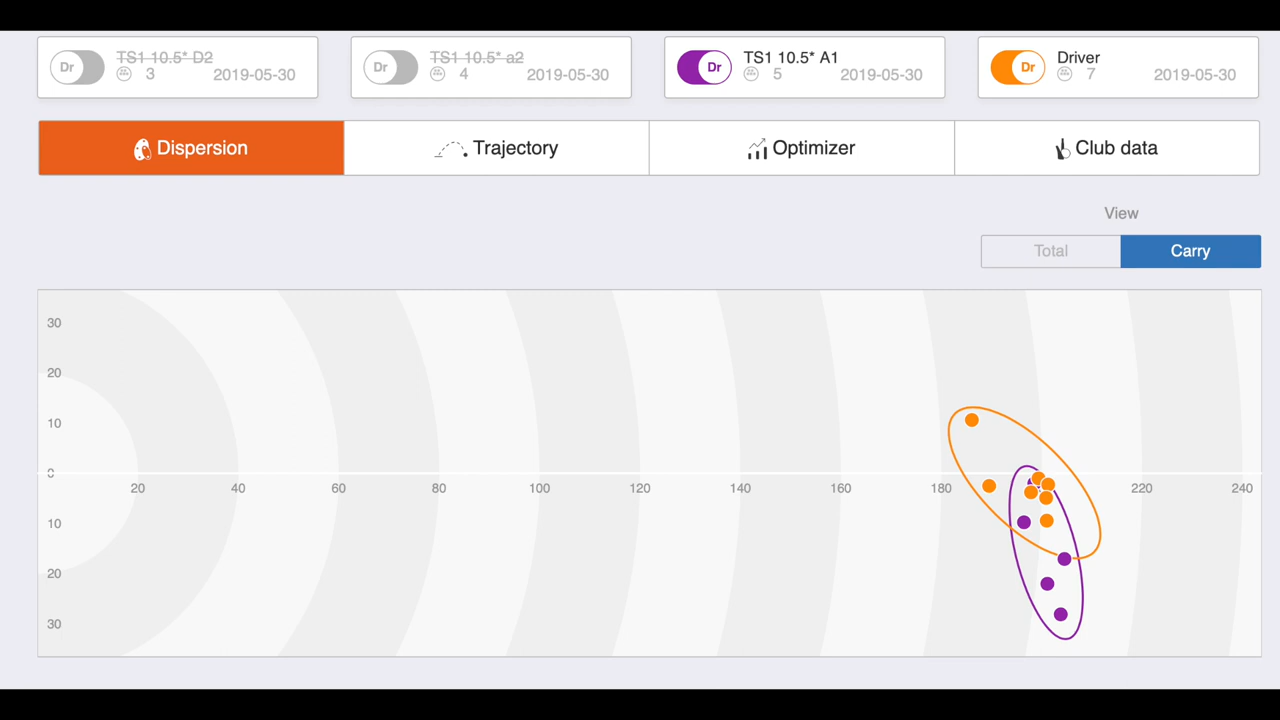 Dr TS1 10.5* D2
3 2019-05-30
Dr TS1 10.5* a2
4 2019-05-30
Dr TS1 10.5* A1
5 2019-05-30
Dr Driver
7 2019-05-30
Dispersion
Trajectory
Optimizer
Club data
View
Total
Carry
30
20
10
0
20 40 60 80 100 120 140 160 180 220 240
10
20
30